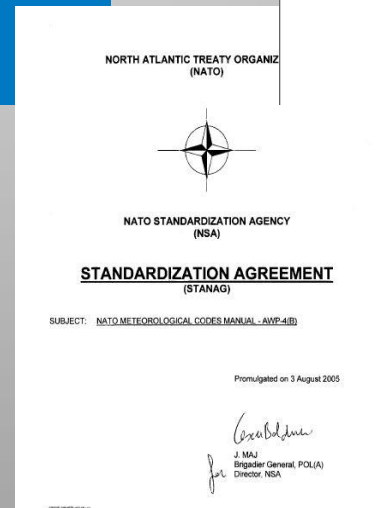 NORTH ATLANTIC TREATY ORGANIZ
(NATO)
NATO STANDARDIZATION AGENCY
(NSA)
STANDARDIZATION AGREEMENT
(STANAG)
SUBJECT: NATO METEOROLOGICAL CODES MANUAL - AWP-4(B)
Promulgated on 3 August 2005
for
J. MAJ
Brigadier General, POL(A)
Director, NSA